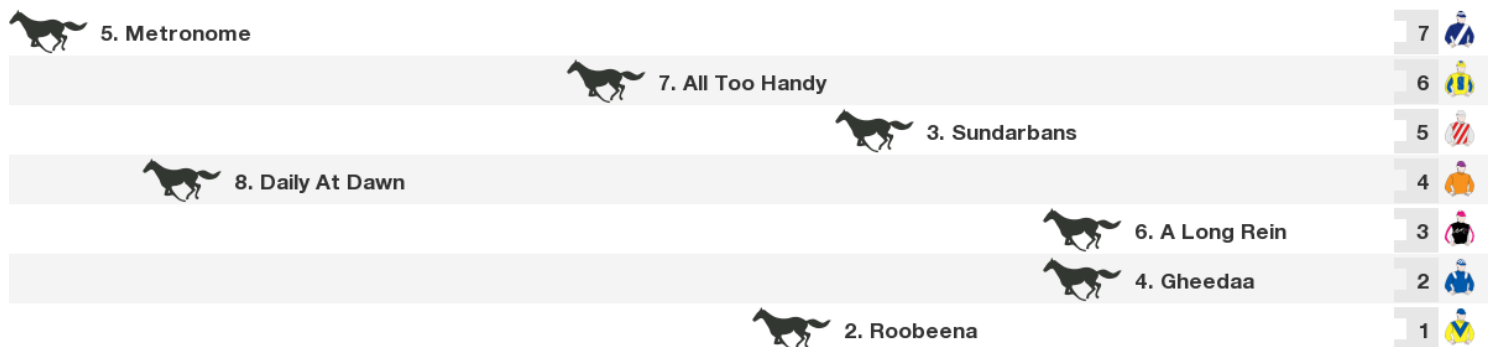 5. Metronome 7
7. All Too Handy 6
3. Sundarbans 5
8. Daily At Dawn 4
6. A Long Rein 3
4. Gheedaa 2
2. Roobeena 1